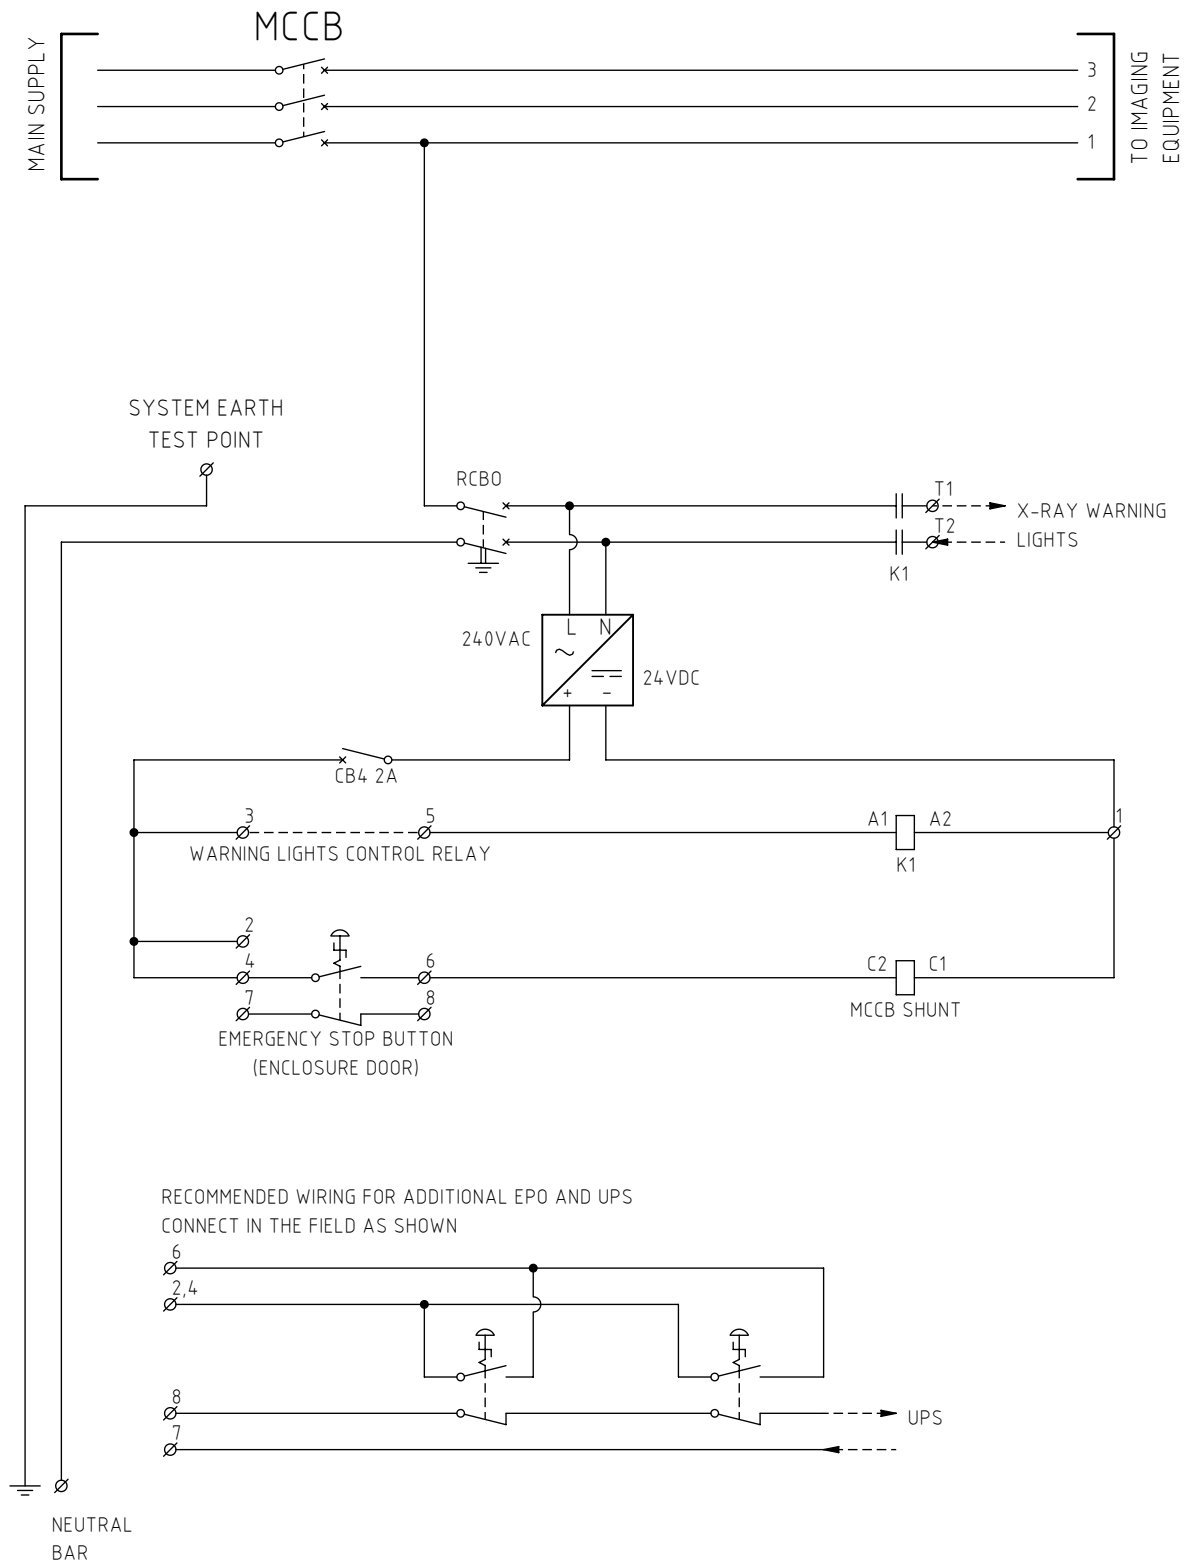 MCCB
MAIN SUPPLY
3
2
1
TO IMAGING
EQUIPMENT
SYSTEM EARTH
TEST POINT
RCBO
T1
X-RAY WARNING
T2
LIGHTS
K1
240VAC
L N
+ -
24VDC
CB4 2A
3
5
A1
A2
1
WARNING LIGHTS CONTROL RELAY
K1
2
4
6
C2
C1
7
8
MCCB SHUNT
EMERGENCY STOP BUTTON
(ENCLOSURE DOOR)
RECOMMENDED WIRING FOR ADDITIONAL EPO AND UPS
CONNECT IN THE FIELD AS SHOWN
6
2,4
8
UPS
7
NEUTRAL
BAR